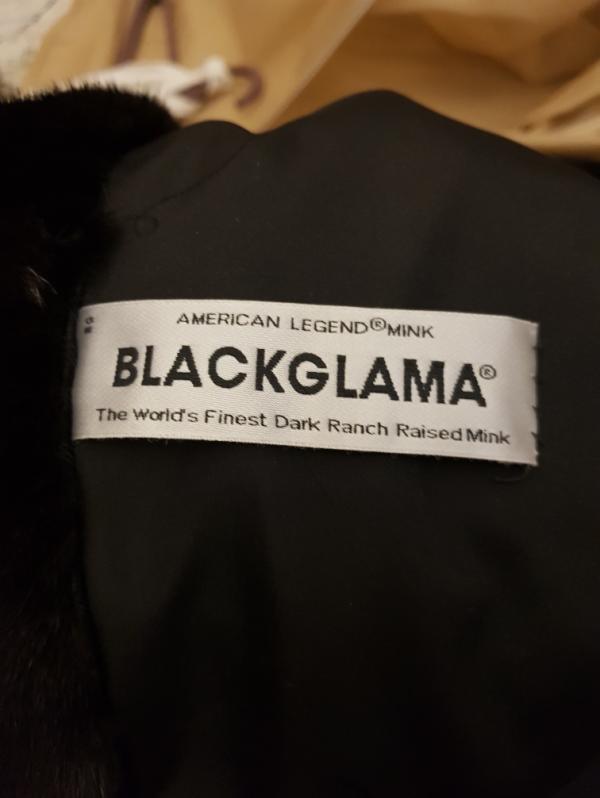 AMERICAN LEGEND®MINK
BLACKGLAMA®
The World's Finest Dark Ranch Raised Mink